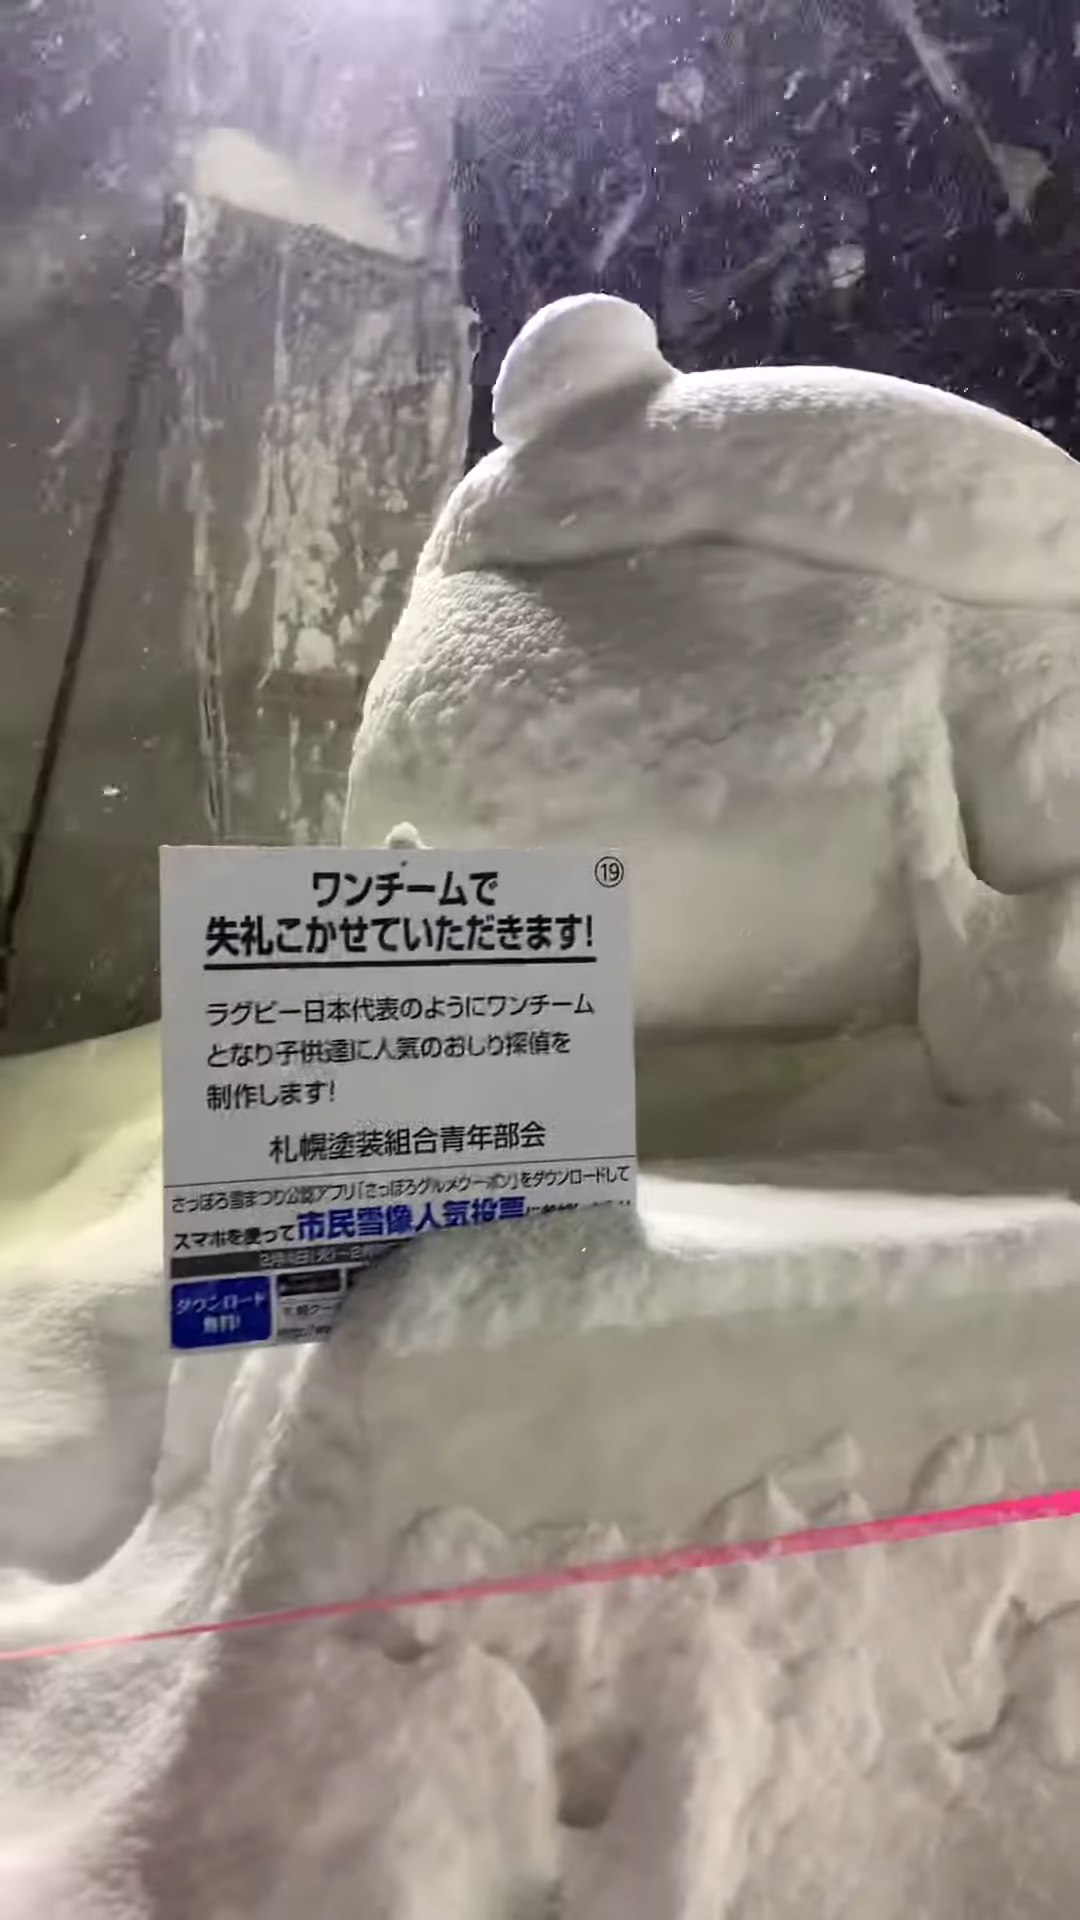 ⑲
ワンチームで
失礼こかせていただきます!
ラグビー日本代表のようにワンチーム
となり子供達に人気のおしり探偵を
制作します!
札幌塗装組合青年部会
さっぽろ雪まつり公認アプリ「さっぽろグルメクーポン」をダウンロードして
スマホを使って市民雪像人気投票
ダウンロード
無料!